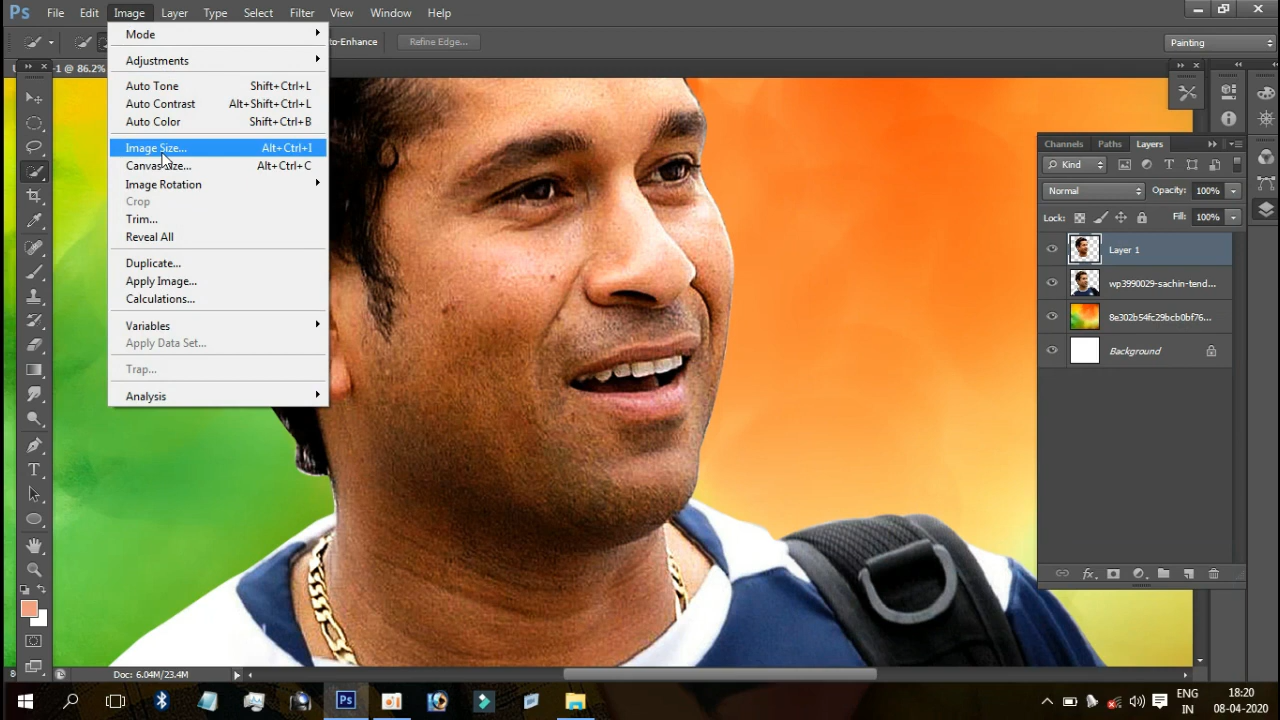 Ps File Edit Image Layer Type Select Filter View Window Help
to-Enhance Refine Edge... Painting
-1 @ 86.2%
Mode
Adjustments
Auto Tone Shift+Ctrl+L
Auto Contrast Alt+Shift+Ctrl+L
Auto Color Shift+Ctrl+B
Image Size... Alt+Ctrl+I
Canvas Size... Alt+Ctrl+C
Image Rotation
Crop
Trim...
Reveal All
Duplicate...
Apply Image...
Calculations...
Variables
Apply Data Set...
Trap...
Analysis
Channels Paths Layers
Kind T
Normal Opacity: 100%
Lock: Fill: 100%
Layer 1
wp3990029-sachin-tend...
8e302b54fc29bcb0bf76...
Background
fx
T
Doc: 6.04M/23.4M
Ps
ENG 18:20
IN 08-04-2020